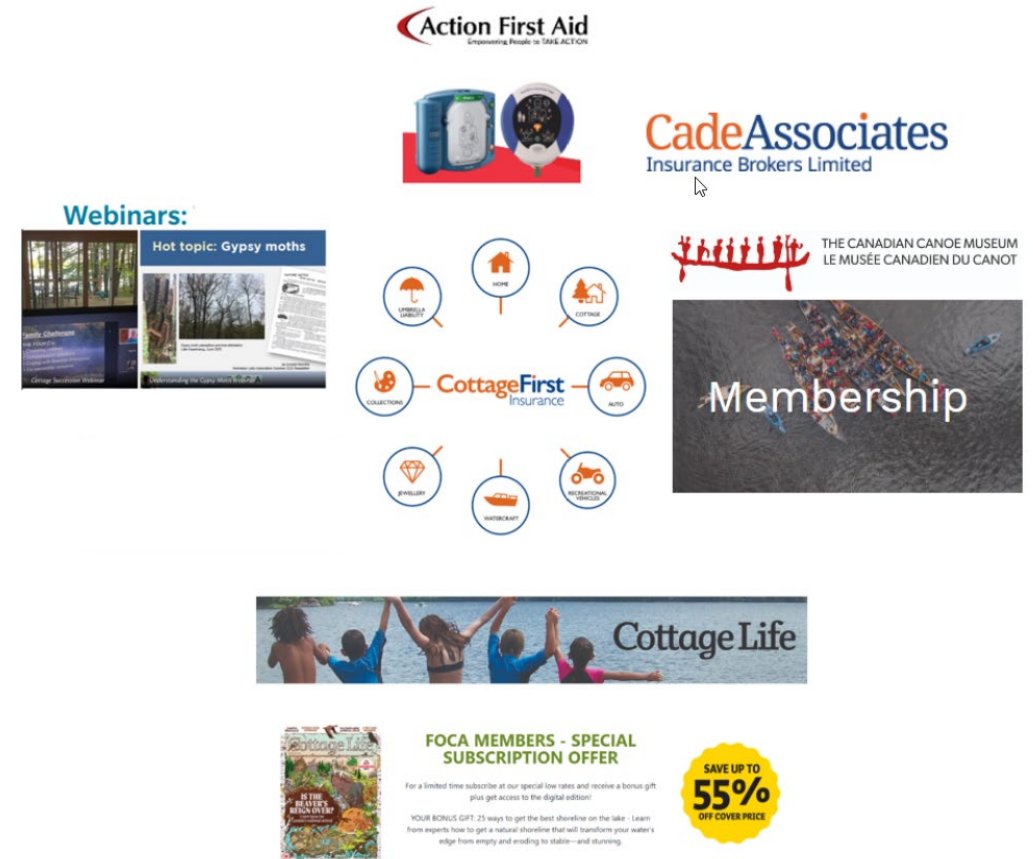 Action First Aid
Empowering People to TAKE ACTION
CadeAssociates
Insurance Brokers Limited
Webinars:
Hot topic: Gypsy moths
Family Challenges
Cottage Succession Webinar
Understanding the Gypsy Moth
THE CANADIAN CANOE MUSEUM
LE MUSÉE CANADIEN DU CANOT
Membership
HOME
UMBRELLA
LIABILITY
COTTAGE
COLLECTIONS
CottageFirst
Insurance
AUTO
JEWELLERY
WATERCRAFT
RECREATIONAL
VEHICLES
Cottage Life
Cottage Life
IS THE
BEAVER'S
REIGN OVER?
FOCA MEMBERS - SPECIAL
SUBSCRIPTION OFFER
For a limited time subscribe at our special low rates and receive a bonus gift
plus get access to the digital edition!
YOUR BONUS GIFT: 25 ways to get the best shoreline on the lake - Learn
from experts how to get a natural shoreline that will transform your water's
edge from empty and eroding to stable—and stunning.
SAVE UP TO
55%
OFF COVER PRICE